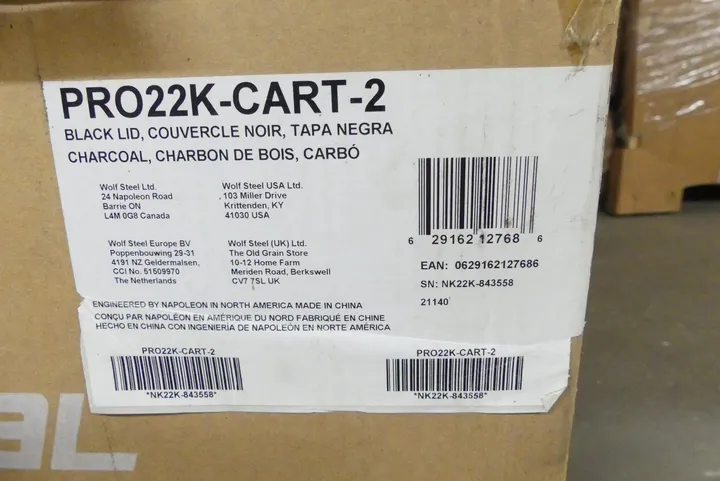 PRO22K-CART-2
BLACK LID, COUVERCLE NOIR, TAPA NEGRA
CHARCOAL, CHARBON DE BOIS, CARBÓ
Wolf Steel Ltd.
24 Napoleon Road
Barrie ON
L4M 0G8 Canada
Wolf Steel USA Ltd.
103 Miller Drive
Krittenden, KY
41030 USA
Wolf Steel Europe BV
Poppenbouwing 29-31
4191 NZ Geldermalsen,
CCI No. 51509970
The Netherlands
Wolf Steel (UK) Ltd.
The Old Grain Store
10-12 Home Farm
Meriden Road, Berkswell
CV7 7SL UK
6 29162 12768 6
EAN: 0629162127686
SN: NK22K-843558
21140
ENGINEERED BY NAPOLEON IN NORTH AMERICA MADE IN CHINA
CONÇU PAR NAPOLÉON EN AMÉRIQUE DU NORD FABRIQUÉ EN CHINE
HECHO EN CHINA CON INGENIERIA DE NAPOLEÓN EN NORTE AMÉRICA
PRO22K-CART-2
*NK22K-843558*
PRO22K-CART-2
*NK22K-843558*